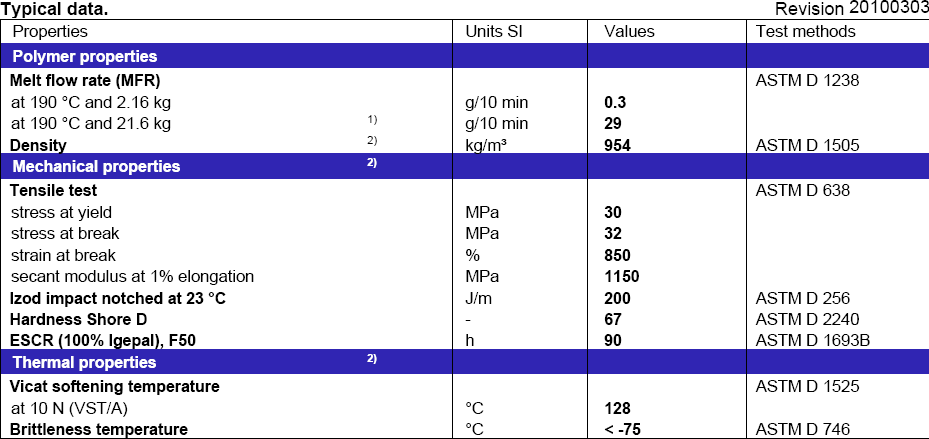 Typical data. Revision 20100303
Properties Units SI Values Test methods
Polymer properties
Melt flow rate (MFR) ASTM D 1238
at 190 °C and 2.16 kg g/10 min 0.3
at 190 °C and 21.6 kg 1) g/10 min 29
Density 2) kg/m³ 954 ASTM D 1505
Mechanical properties 2)
Tensile test ASTM D 638
stress at yield MPa 30
stress at break MPa 32
strain at break % 850
secant modulus at 1% elongation MPa 1150
Izod impact notched at 23 °C J/m 200 ASTM D 256
Hardness Shore D - 67 ASTM D 2240
ESCR (100% Igepal), F50 h 90 ASTM D 1693B
Thermal properties 2)
Vicat softening temperature ASTM D 1525
at 10 N (VST/A) °C 128
Brittleness temperature °C < -75 ASTM D 746